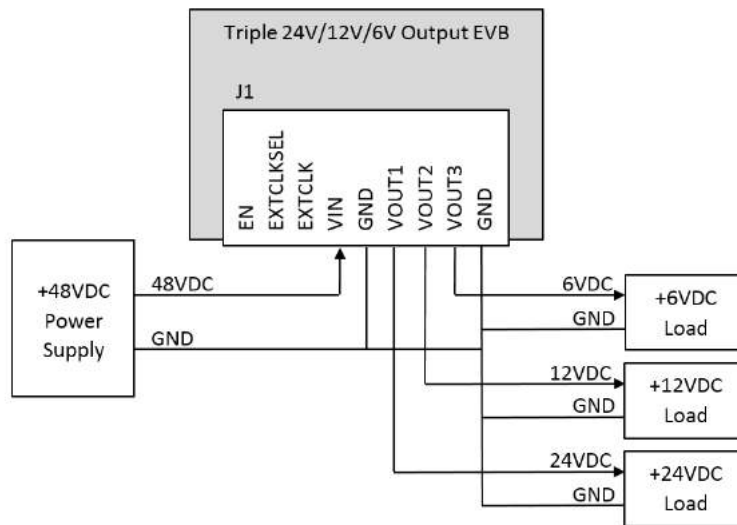 Triple 24V/12V/6V Output EVB
J1
EN
EXTCLKSEL
EXTCLK
VIN
GND
VOUT1
VOUT2
VOUT3
GND
+48VDC
Power
Supply
48VDC
GND
6VDC
GND
+6VDC
Load
12VDC
GND
+12VDC
Load
24VDC
GND
+24VDC
Load